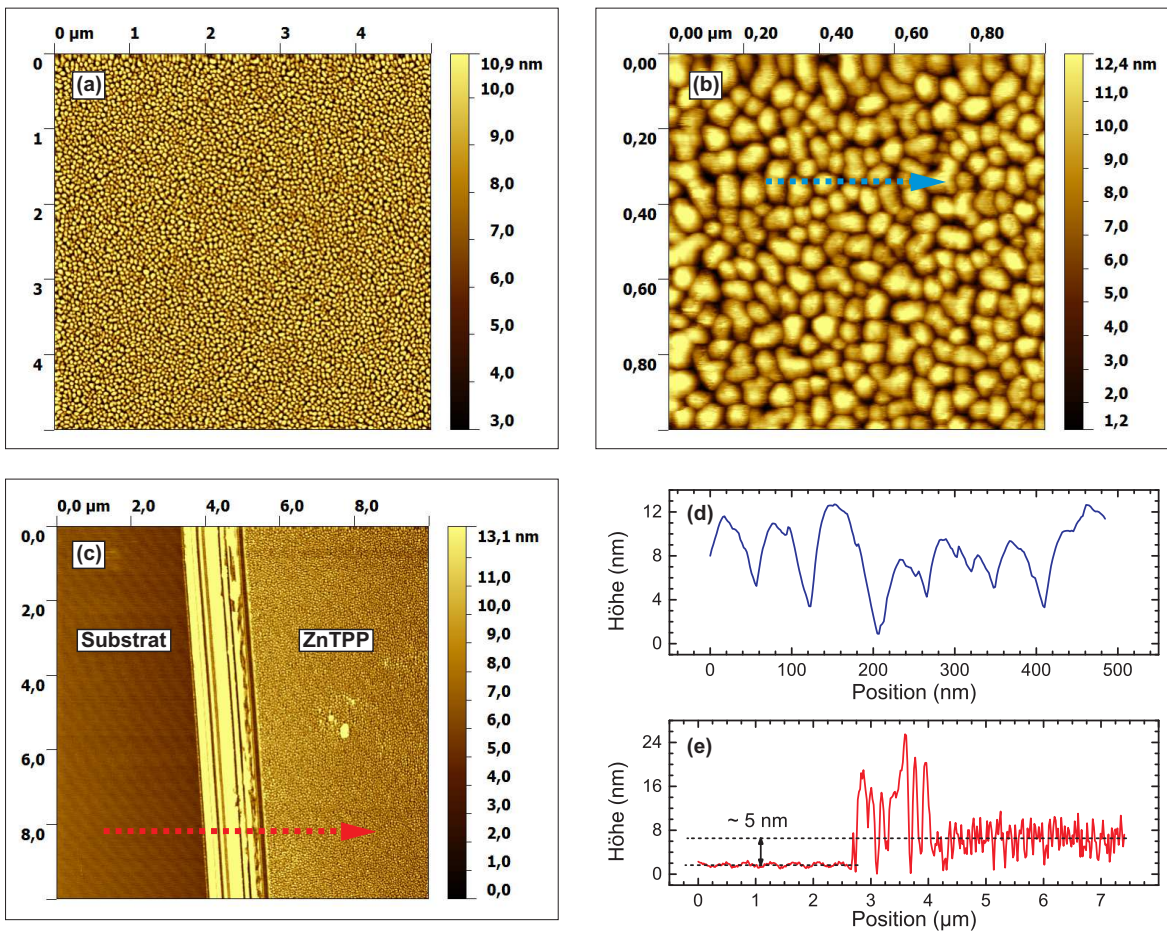 0 µm 1 2 3 4
(a)
0
1
2
3
4
10,9 nm
10,0
9,0
8,0
7,0
6,0
5,0
3,0
0,00 µm 0,20 0,40 0,60 0,80
(b)
0,00
0,20
0,40
0,60
0,80
12,4 nm
11,0
10,0
9,0
8,0
7,0
6,0
5,0
4,0
3,0
2,0
1,2
0,0 µm 2,0 4,0 6,0 8,0
(c)
0,0
2,0
4,0
6,0
8,0
Substrat ZnTPP
13,1 nm
11,0
10,0
9,0
8,0
7,0
6,0
5,0
4,0
3,0
2,0
1,0
0,0
(d)
Höhe (nm)
12
8
4
0
0 100 200 300 400 500
Position (nm)
(e)
Höhe (nm)
24
16
8
0
~ 5 nm
0 1 2 3 4 5 6 7
Position (µm)